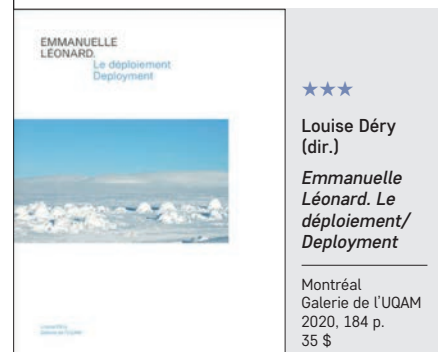 EMMANUELLE
LÉONARD.
Le déploiement
Deployment
★★★
Louise Déry
(dir.)
Emmanuelle
Léonard. Le
déploiement/
Deployment
Montréal
Galerie de l'UQAM
2020, 184 p.
35 $